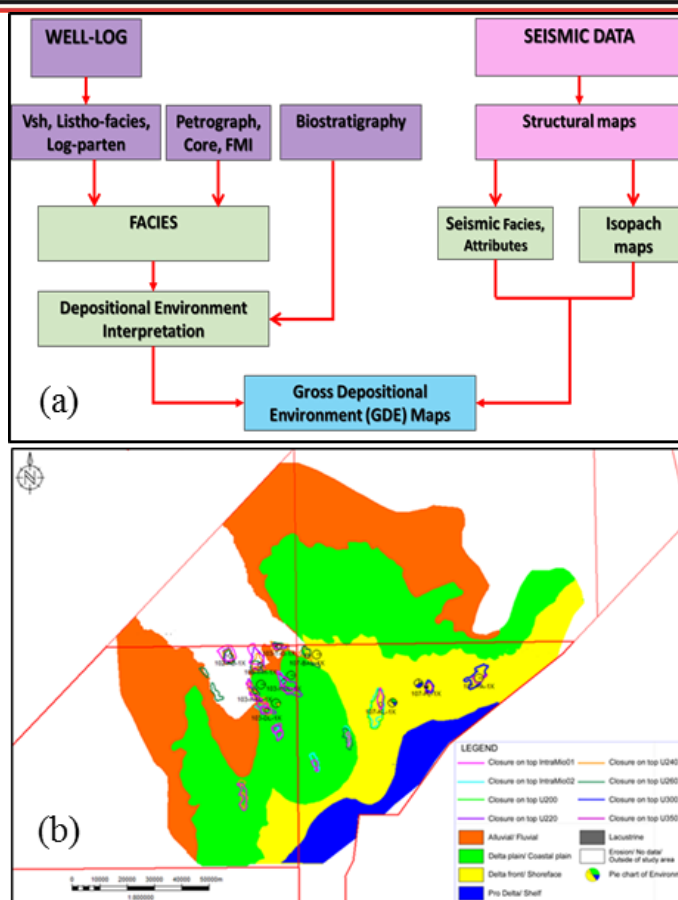 WELL-LOG
SEISMIC DATA
Vsh, Listho-facies,
Log-parten
Petrograph,
Core, FMI
Biostratigraphy
Structural maps
FACIES
Seismic Facies,
Attributes
Isopach
maps
Depositional Environment
Interpretation
Gross Depositional
Environment (GDE) Maps
(a)
N
LEGEND
Closure on top IntraMio01
Closure on top U240
Closure on top IntraMio02
Closure on top U260
Closure on top U200
Closure on top U300
Closure on top U220
Closure on top U350
Alluvial/ Fluvial
Lacustrine
Delta plain/ Coastal plain
Erosion/ No data/
Outside of study area
Delta front/ Shoreface
Pie chart of Environm
Pro Delta/ Shelf
0 10000 20000 30000 40000 50000m
(b)